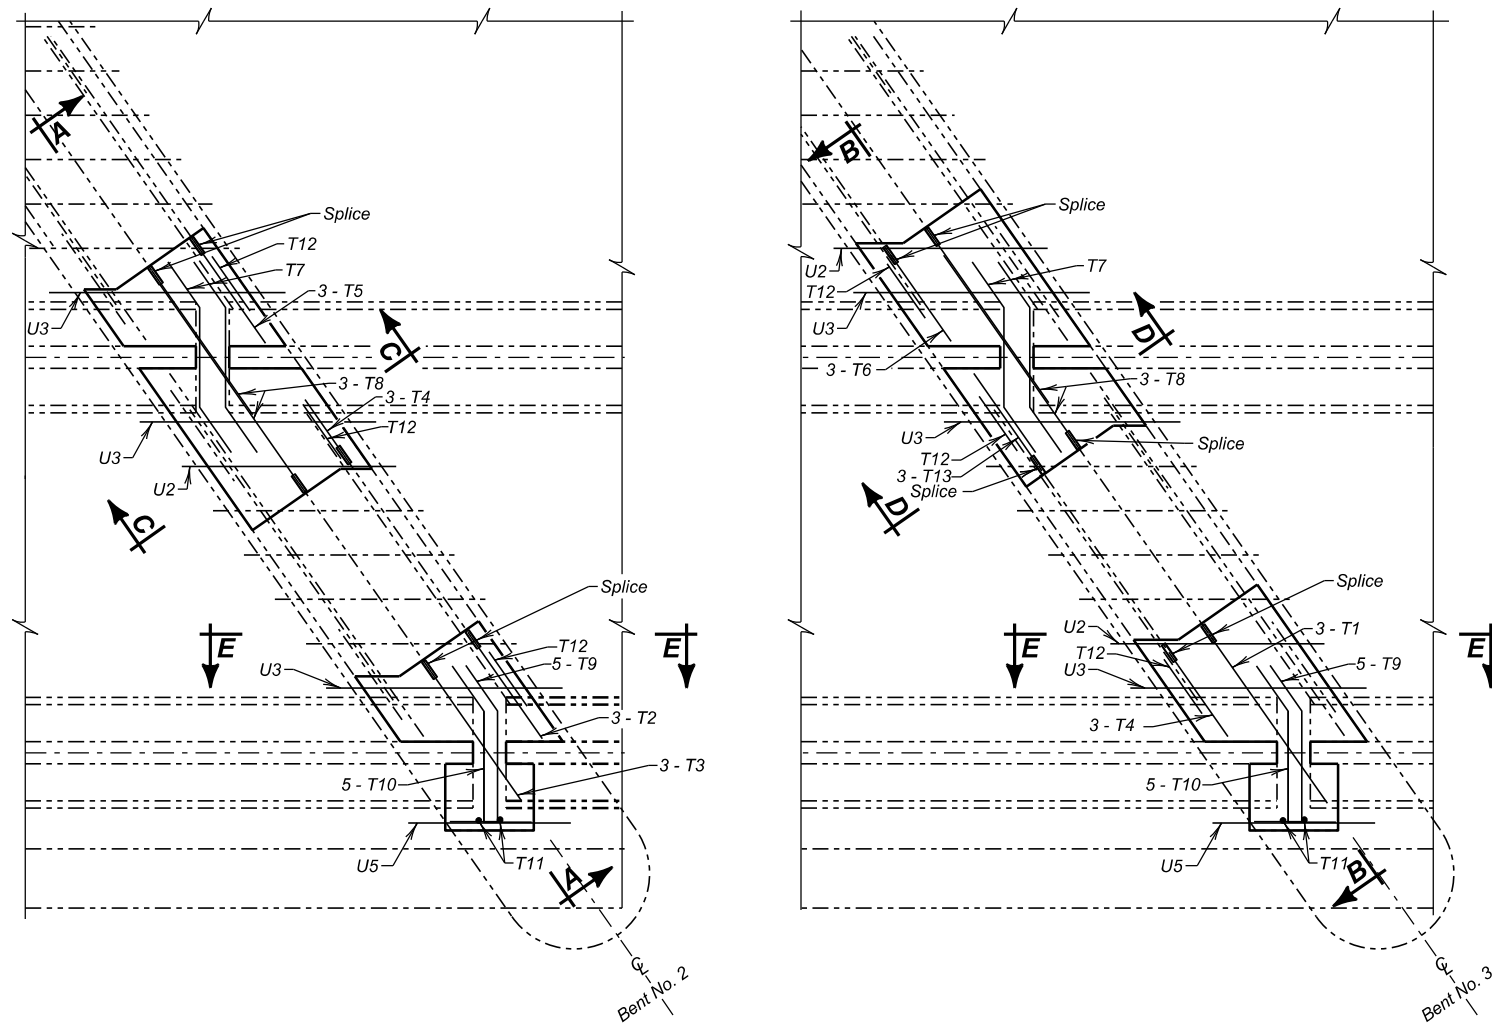 A
Splice
T12
T7
3 - T5
U3
C
3 - T8
3 - T4
T12
U3
U2
C
Splice
E
E
T12
5 - T9
U3
3 - T2
3 - T3
5 - T10
U5
T11
A
℄
Bent No. 2
B
Splice
U2
T12
T7
U3
D
3 - T6
3 - T8
U3
Splice
T12
3 - T13
Splice
D
Splice
U2
3 - T1
E
E
T12
U3
5 - T9
3 - T4
5 - T10
U5
T11
B
℄
Bent No. 3